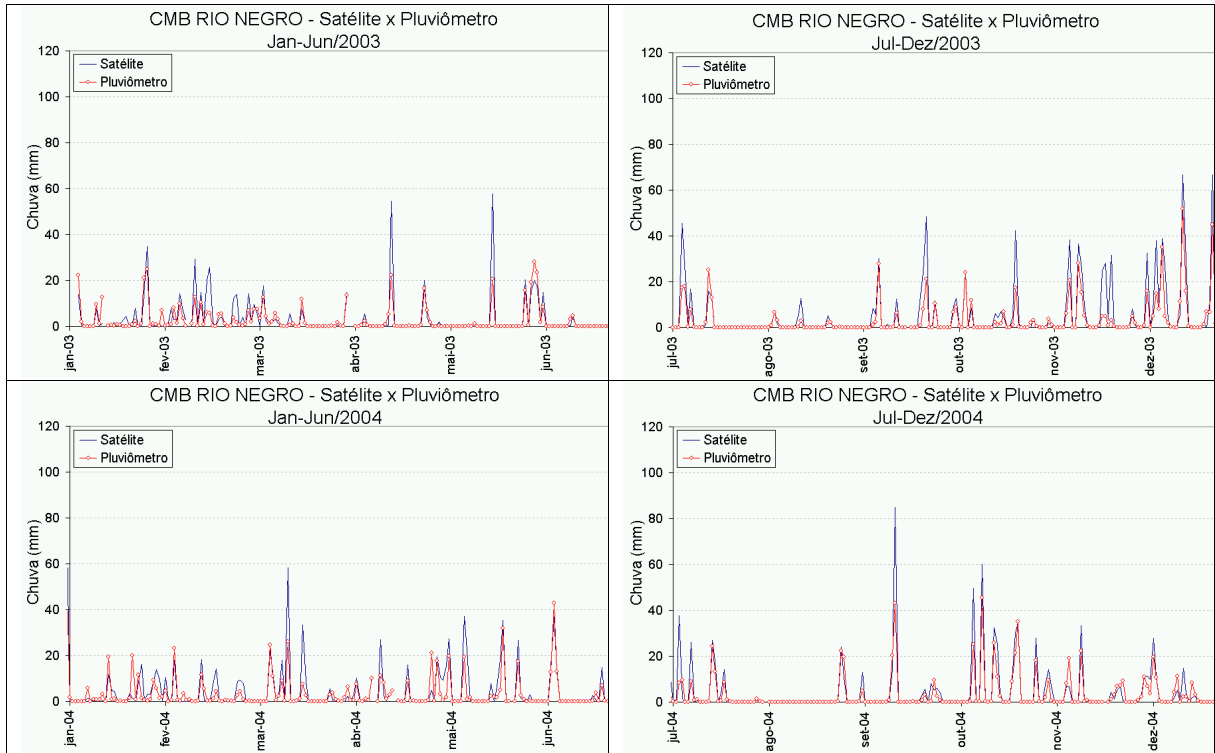 CMB RIO NEGRO - Satélite x Pluviômetro
Jan-Jun/2003
120
100
80
60
40
20
0
Chuva (mm)
Satélite
Pluviômetro
jan-03
fev-03
mar-03
abr-03
mai-03
jun-03
CMB RIO NEGRO - Satélite x Pluviômetro
Jul-Dez/2003
120
100
80
60
40
20
0
Chuva (mm)
Satélite
Pluviômetro
jul-03
ago-03
set-03
out-03
nov-03
dez-03
CMB RIO NEGRO - Satélite x Pluviômetro
Jan-Jun/2004
120
100
80
60
40
20
0
Chuva (mm)
Satélite
Pluviômetro
jan-04
fev-04
mar-04
abr-04
mai-04
jun-04
CMB RIO NEGRO - Satélite x Pluviômetro
Jul-Dez/2004
120
100
80
60
40
20
0
Chuva (mm)
Satélite
Pluviômetro
jul-04
ago-04
set-04
out-04
nov-04
dez-04